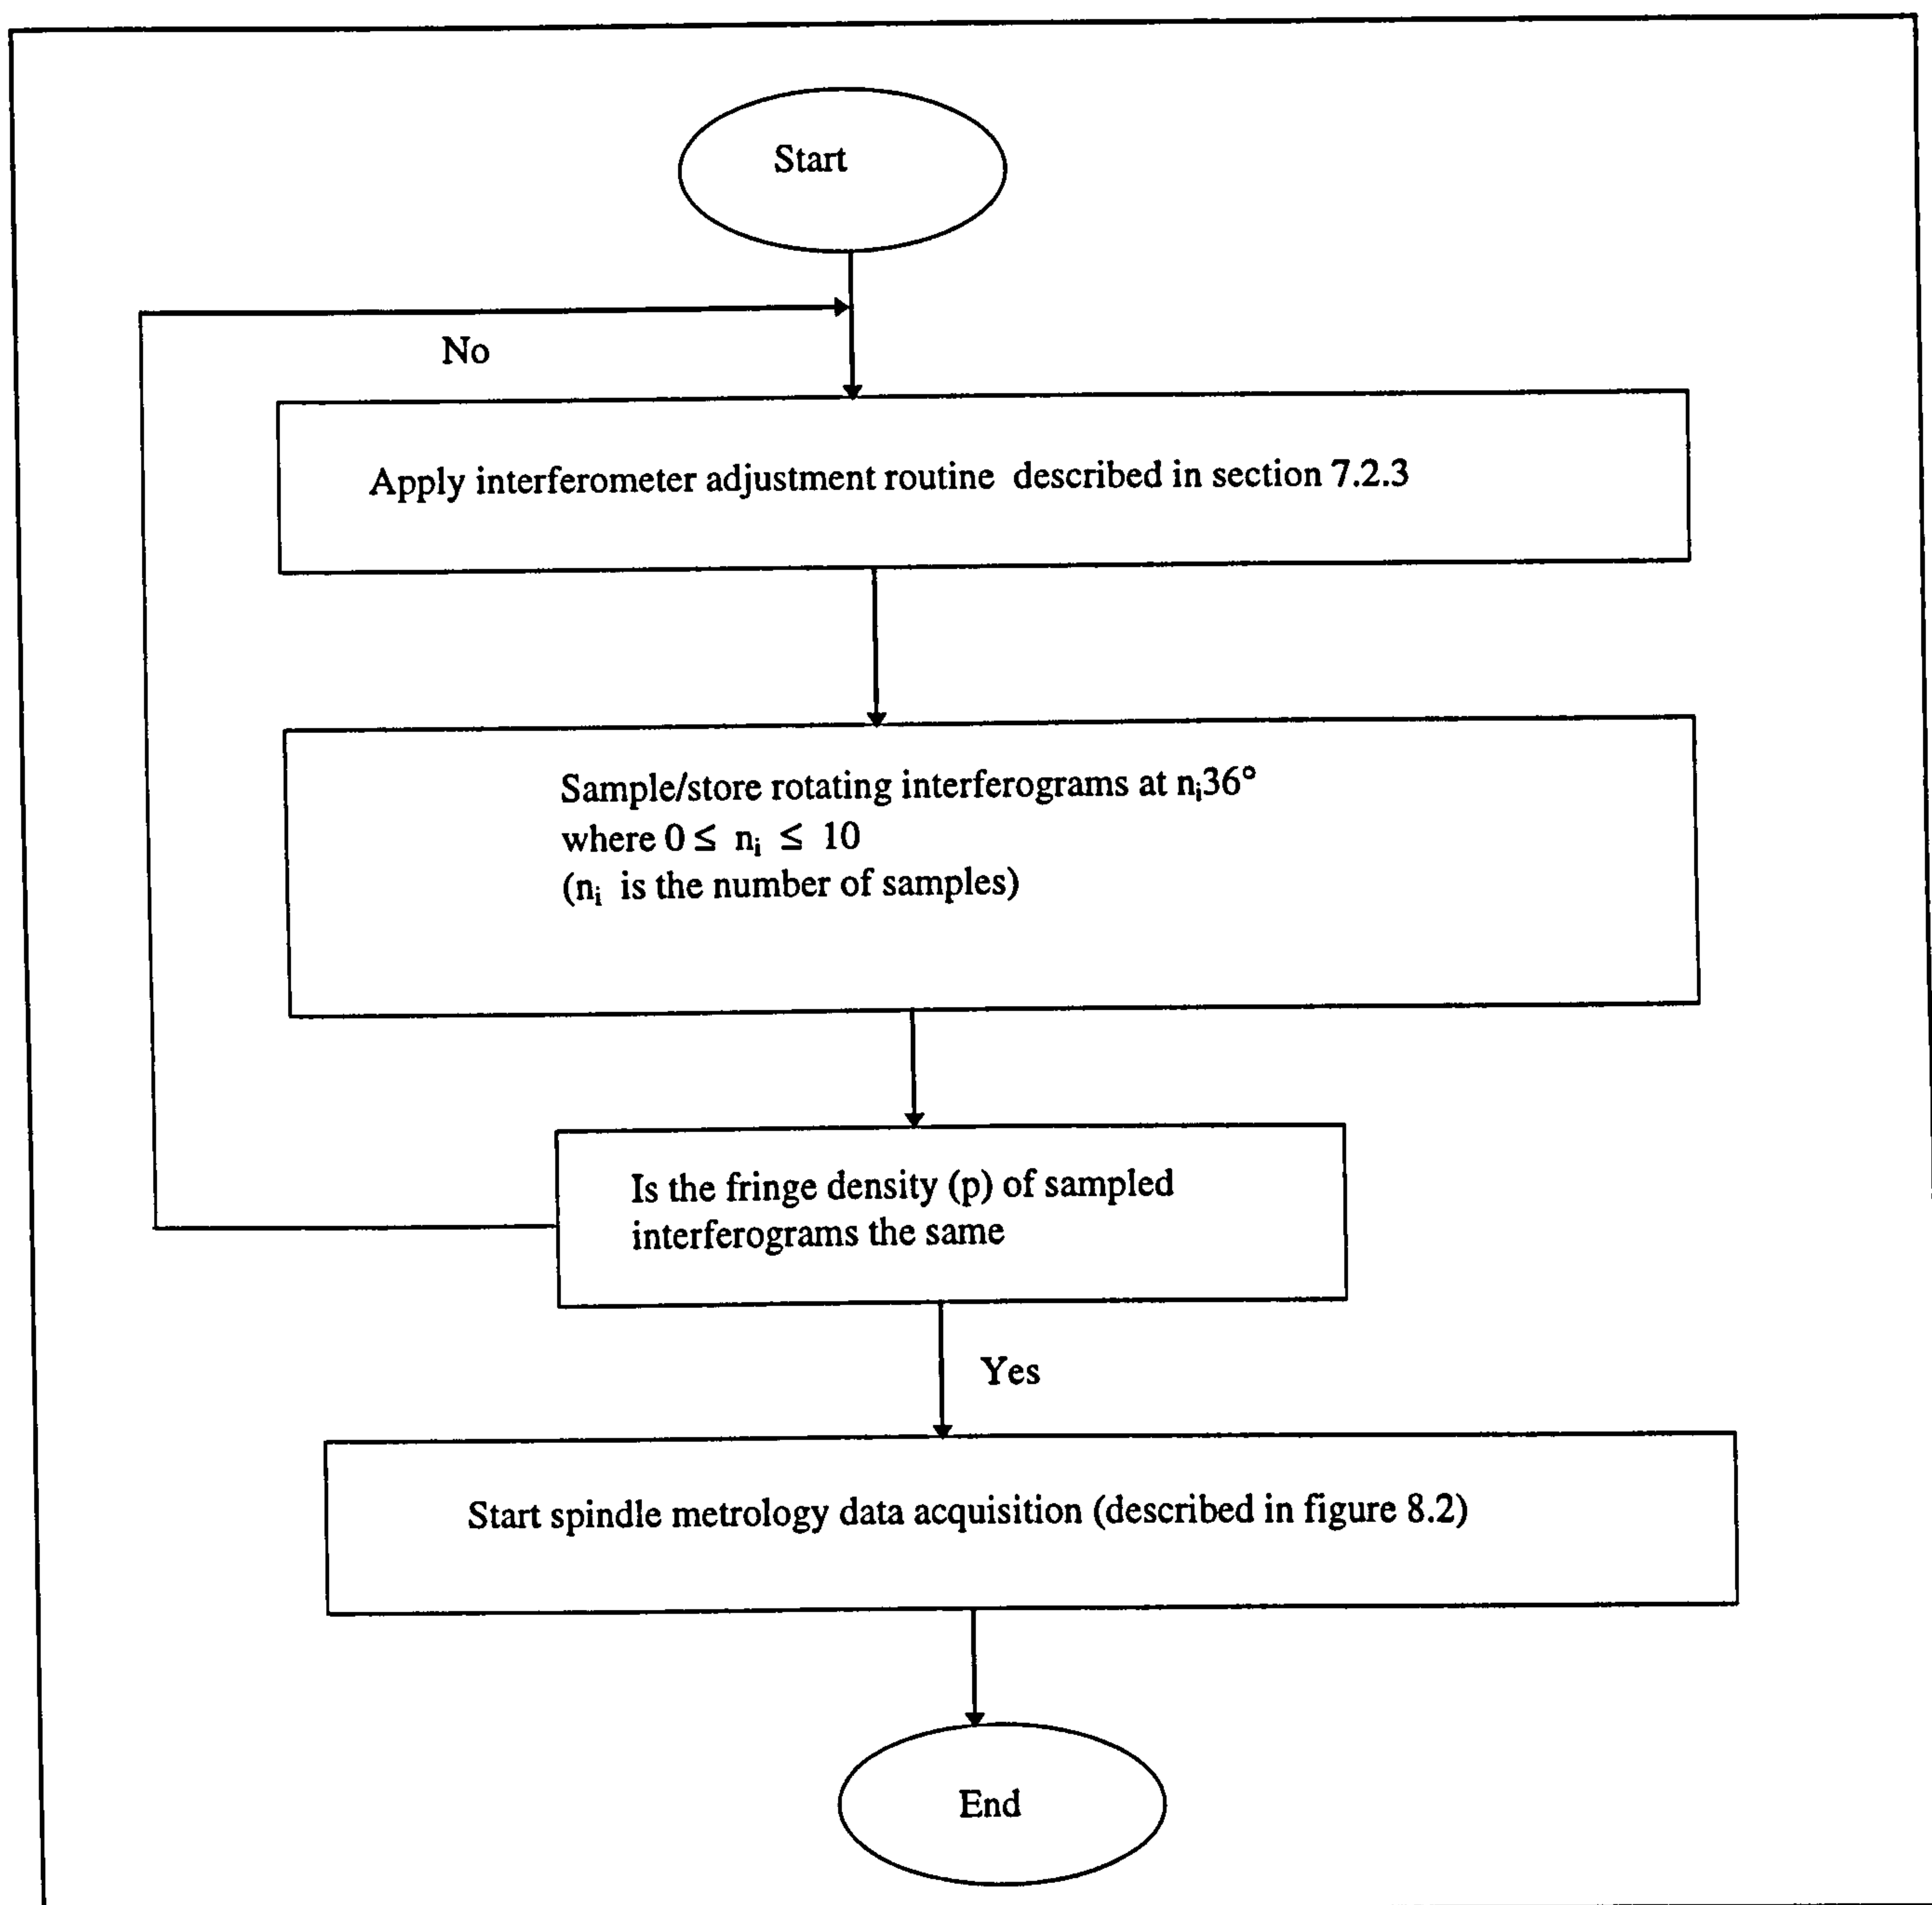 Start
No
Apply interferometer adjustment routine described in section 7.2.3
Sample/store rotating interferograms at nᵢ36°
where 0 ≤ nᵢ ≤ 10
(nᵢ is the number of samples)
Is the fringe density (p) of sampled
interferograms the same
Yes
Start spindle metrology data acquisition (described in figure 8.2)
End